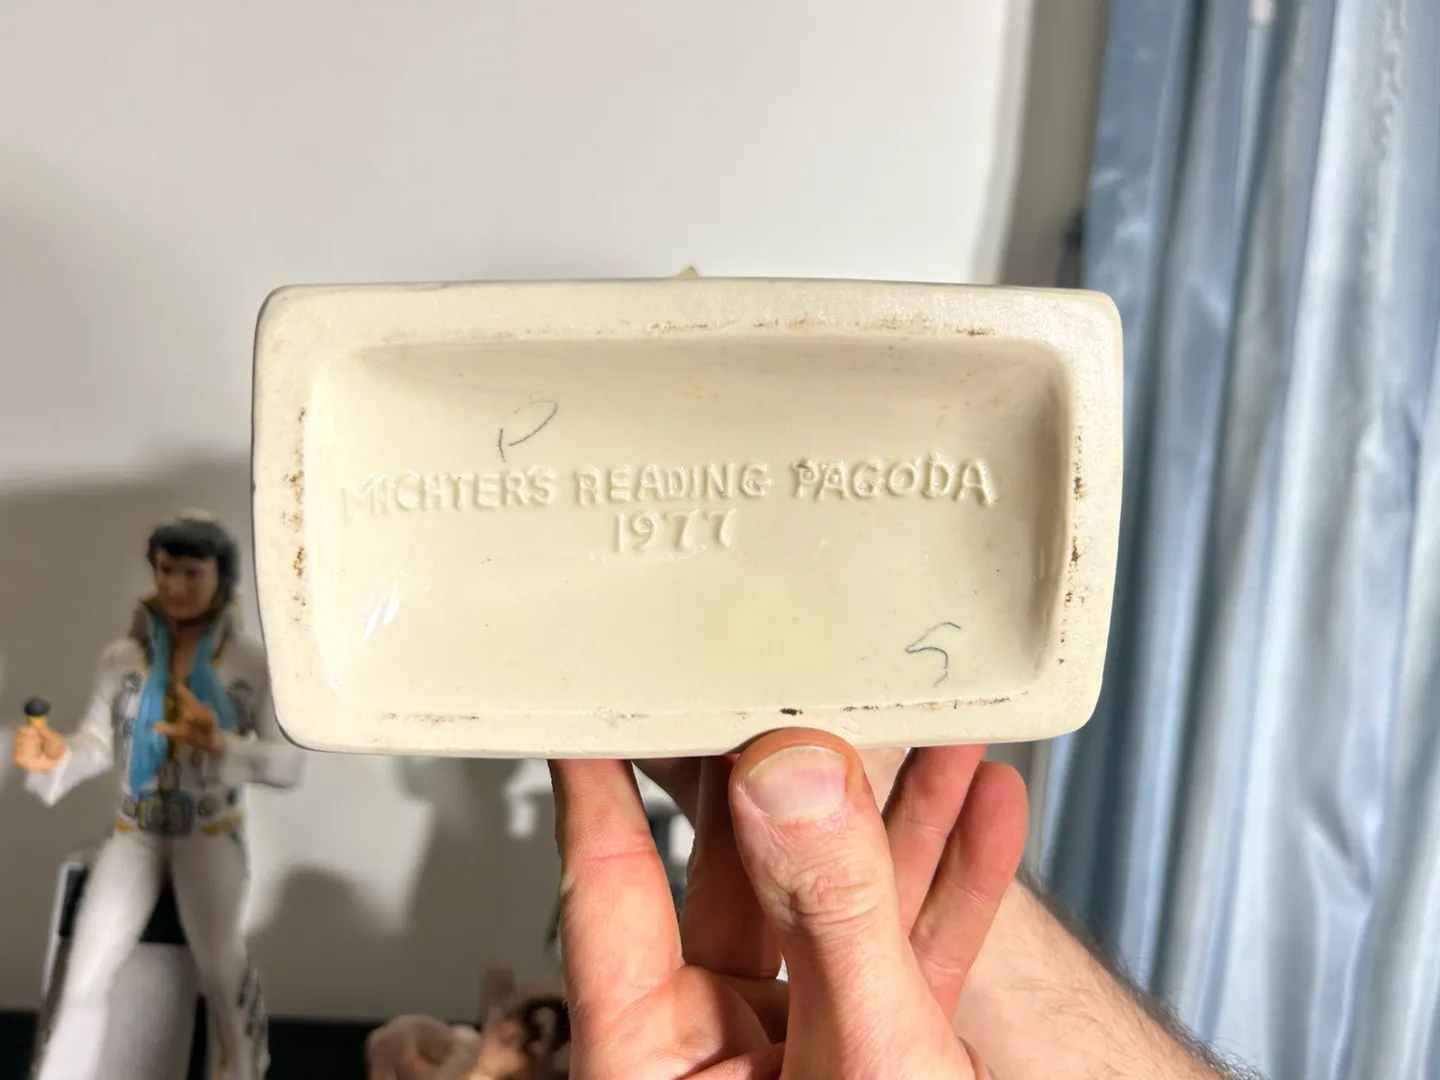 P
MICHTER'S READING PAGODA
1977
S